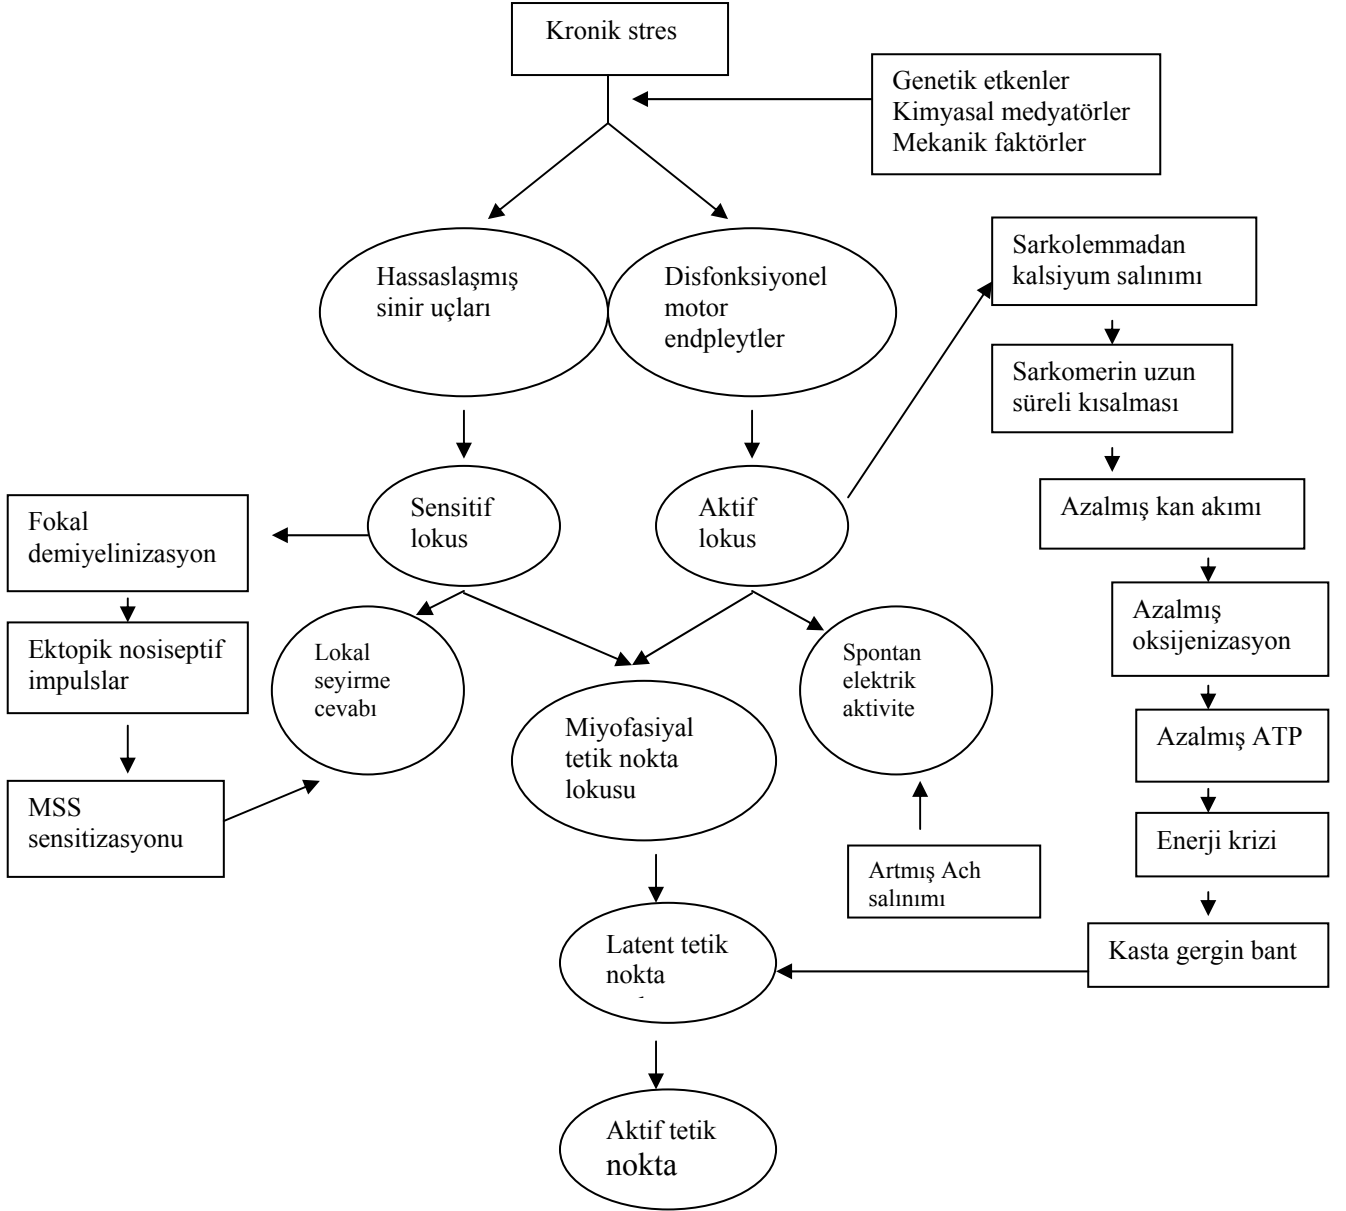 Kronik stres
Genetik etkenler
Kimyasal medyatörler
Mekanik faktörler
Hassaslaşmış
sinir uçları
Disfonksiyonel
motor
endpleytler
Sarkolemmadan
kalsiyum salınımı
Sarkomerin uzun
süreli kısalması
Sensitif
lokus
Aktif
lokus
Azalmış kan akımı
Fokal
demiyelinizasyon
Azalmış
oksijenizasyon
Ektopik nosiseptif
impulslar
Lokal
seyirme
cevabı
Spontan
elektrik
aktivite
Miyofasiyal
tetik nokta
lokusu
Azalmış ATP
MSS
sensitizasyonu
Enerji krizi
Artmış Ach
salınımı
Latent tetik
nokta
Kasta gergin bant
Aktif tetik
nokta